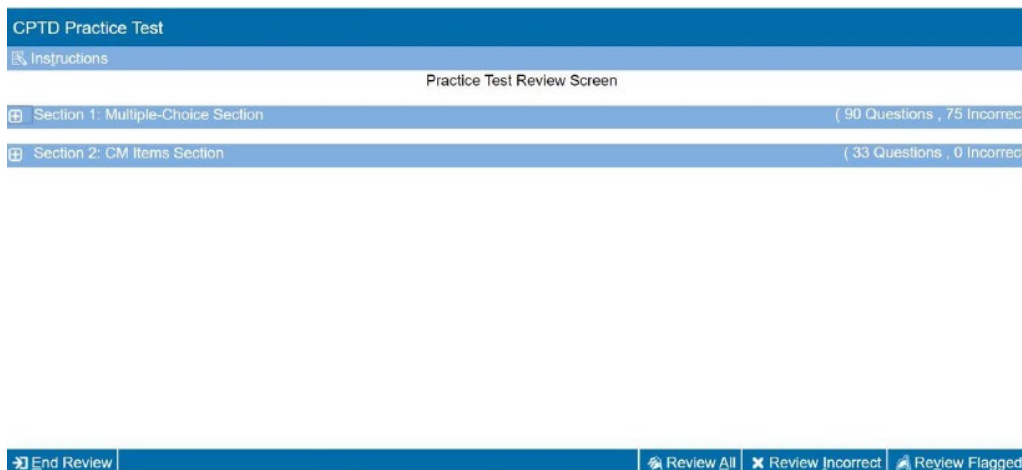 CPTD Practice Test
Instructions
Practice Test Review Screen
Section 1: Multiple-Choice Section ( 90 Questions , 75 Incorrec
Section 2: CM Items Section ( 33 Questions , 0 Incorrec
End Review Review All Review Incorrect Review Flagged